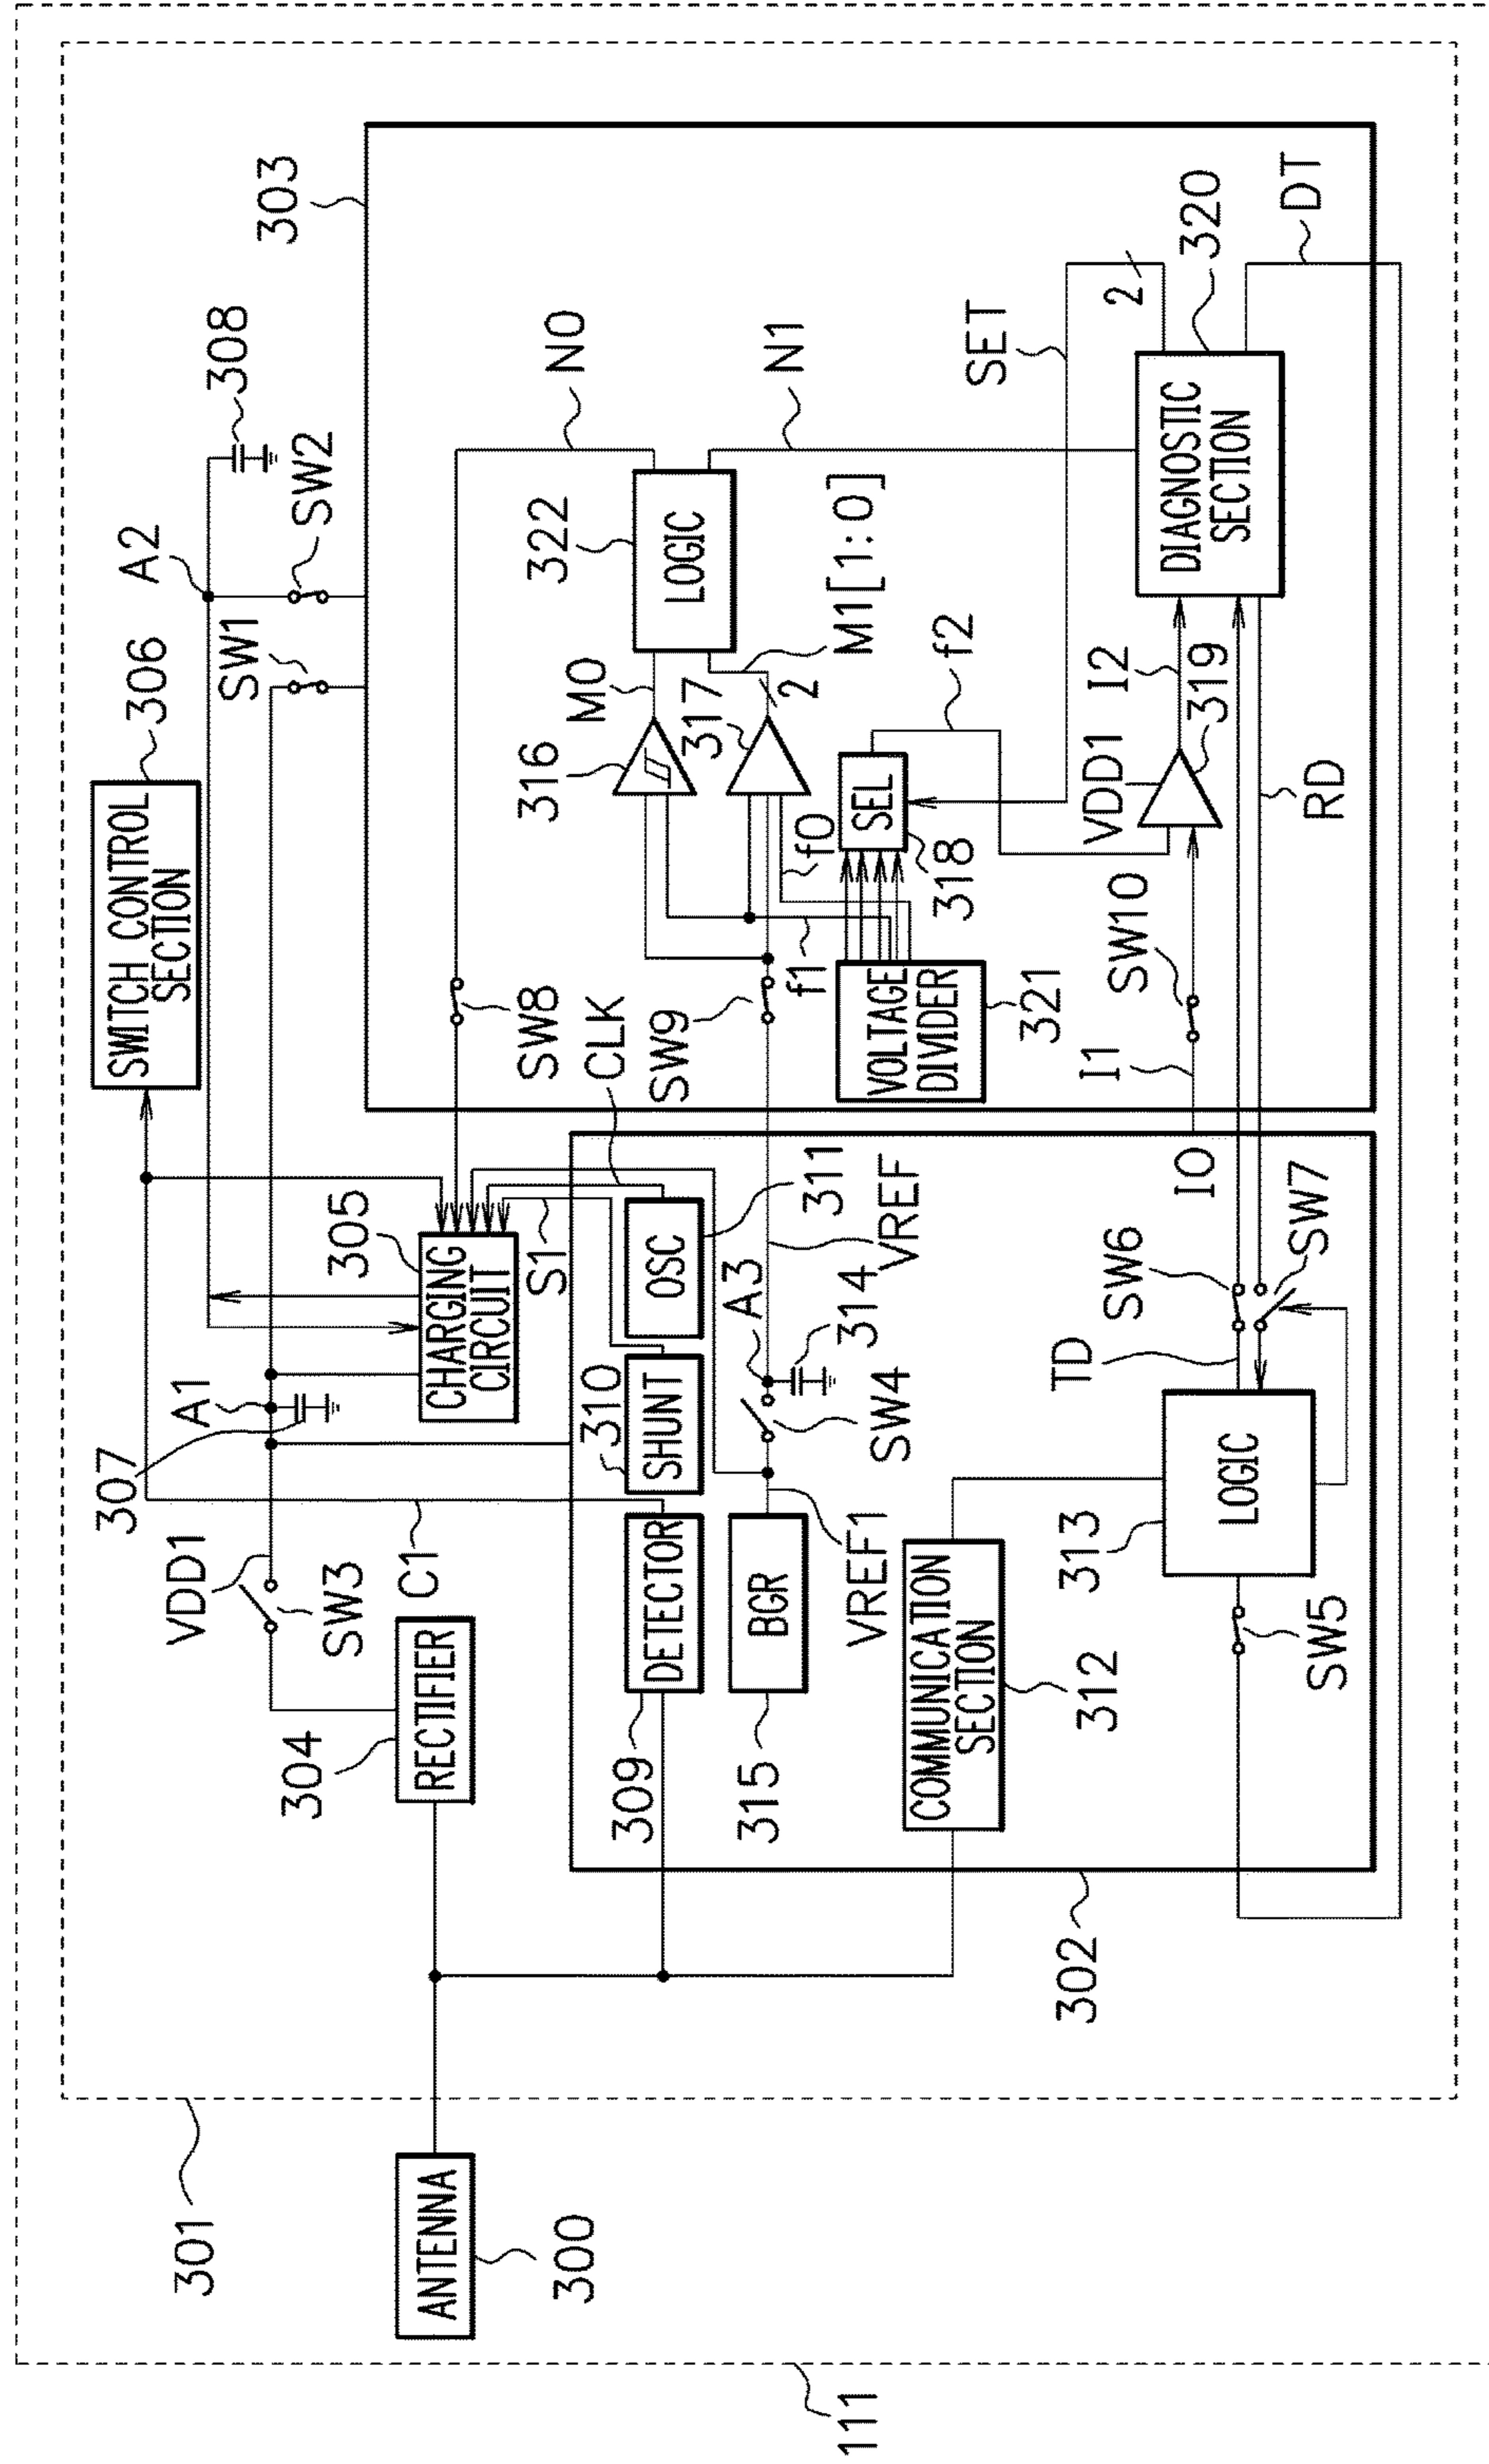 111
301
ANTENNA
300
304
RECTIFIER
VDD1
SW3
C1
307
A1
305
CHARGING
CIRCUIT
S1
SWITCH CONTROL
SECTION
306
A2
SW1
SW2
308
303
302
309
DETECTOR
310
SHUNT
OSC
311
CLK
315
BGR
VREF1
SW4
A3
314
VREF
COMMUNICATION
SECTION
312
313
LOGIC
SW5
TD
SW6
SW7
IO
SW8
SW9
VOLTAGE
DIVIDER
321
f1
f0
SEL
318
316
317
M0
M1[1:0]
2
322
LOGIC
N0
N1
f2
SET
2
I1
SW10
VDD1
I2
319
RD
DIAGNOSTIC
SECTION
320
DT